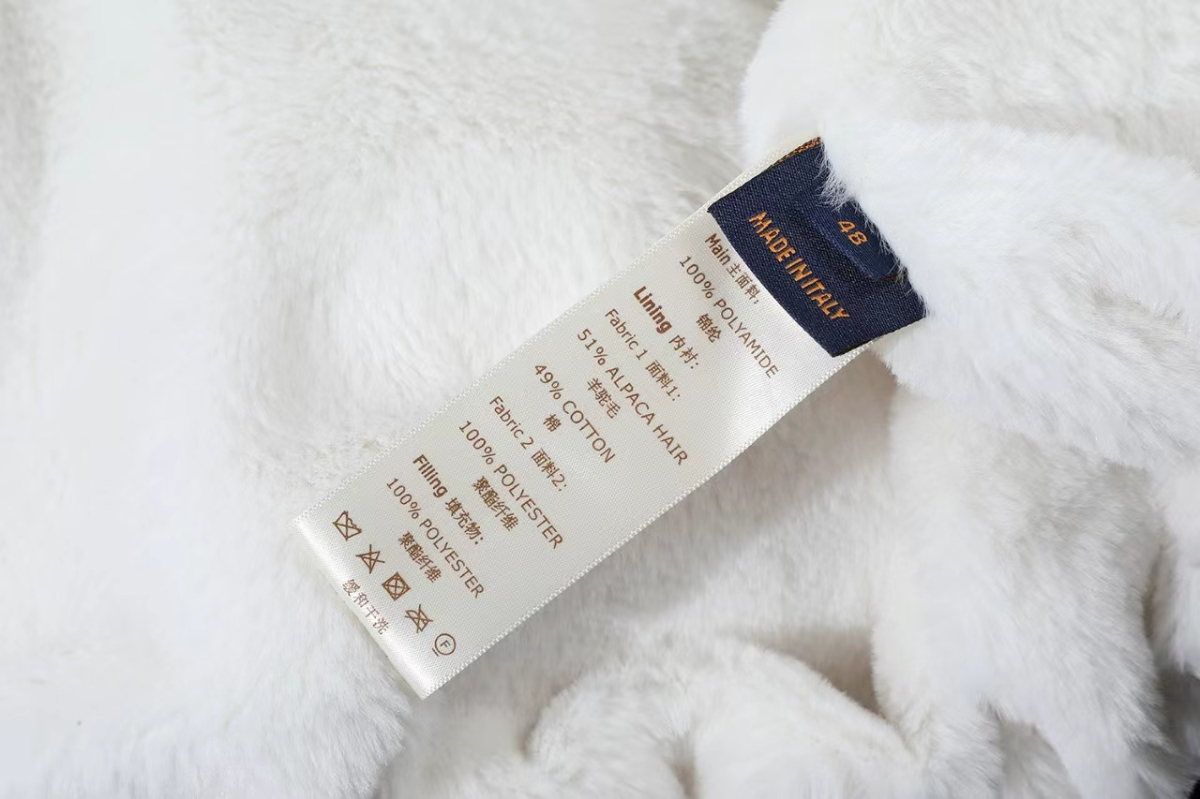 48
MADE IN ITALY
Main 主面料:
100% POLYAMIDE
锦纶
Lining 内衬:
Fabric 1 面料1:
51% ALPACA HAIR
羊驼毛
49% COTTON
棉
Fabric 2 面料2:
100% POLYESTER
聚酯纤维
Filling 填充物:
100% POLYESTER
聚酯纤维
F
缓和干洗